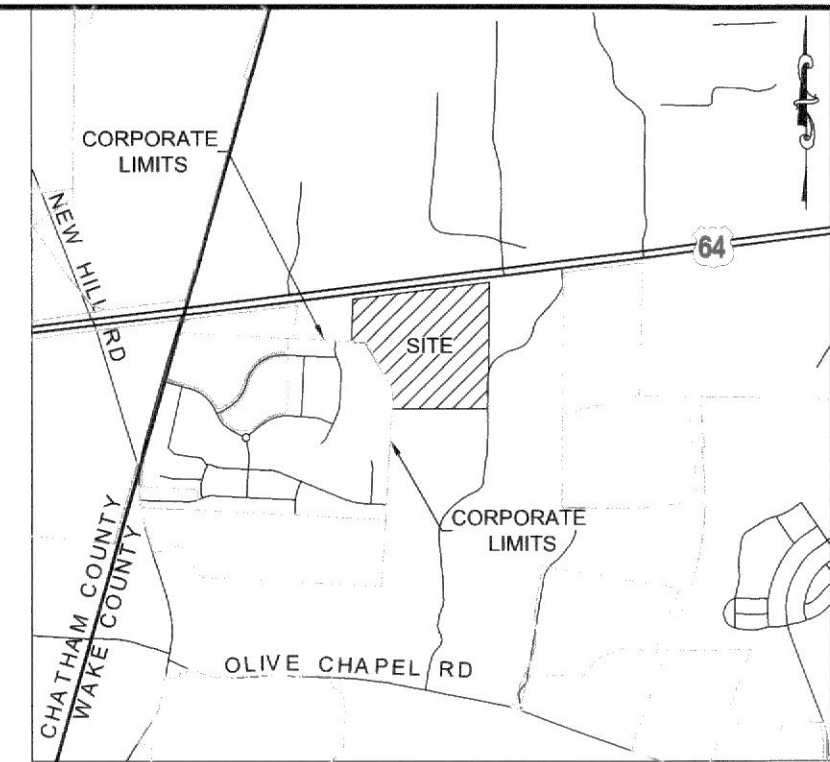 CORPORATE
LIMITS
NEW HILL RD
64
SITE
CORPORATE
LIMITS
CHATHAM COUNTY
WAKE COUNTY
OLIVE CHAPEL RD